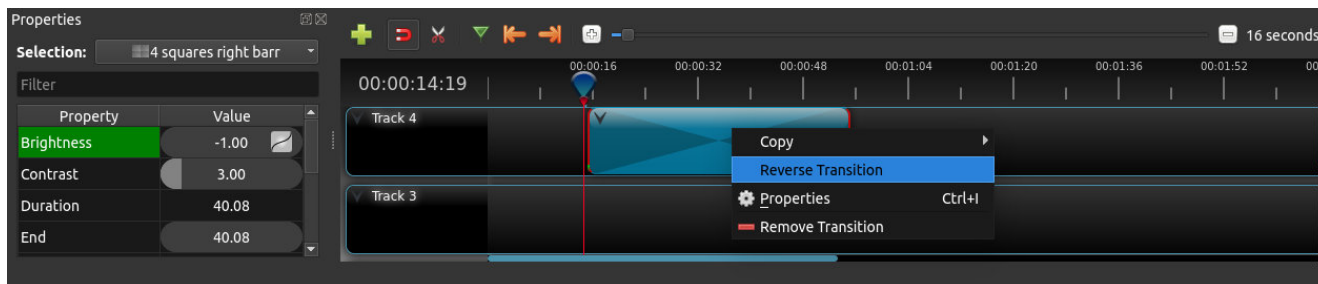 Properties
Selection: 4 squares right barr
Filter
Property Value
Brightness -1.00
Contrast 3.00
Duration 40.08
End 40.08
16 seconds
00:00:14:19
00:00:16 00:00:32 00:00:48 00:01:04 00:01:20 00:01:36 00:01:52 00
Track 4
Track 3
Copy
Reverse Transition
Properties Ctrl+I
Remove Transition